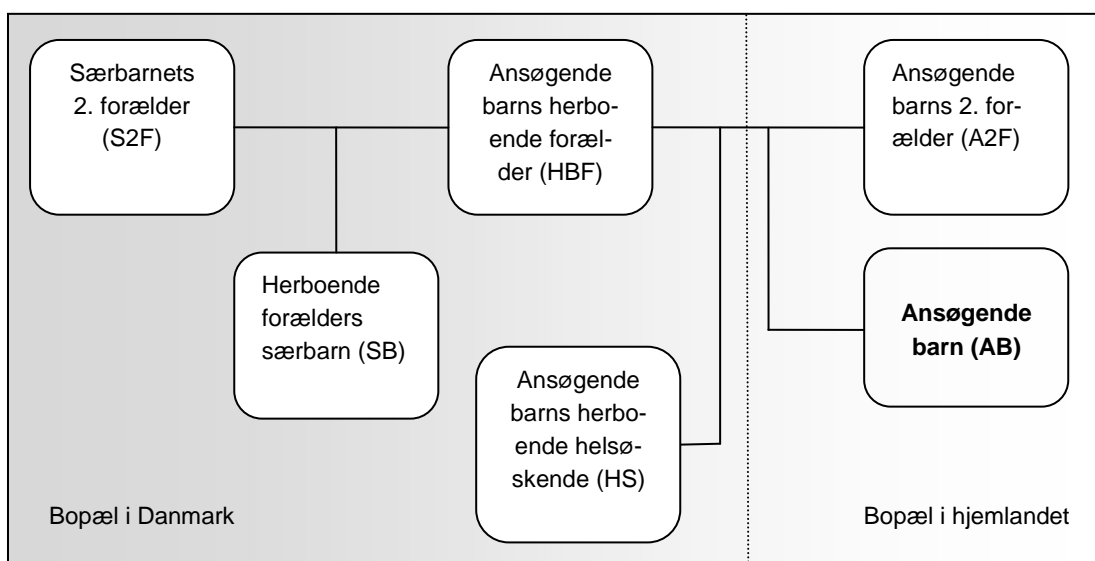 Særbarnets
2. forælder
(S2F)
Ansøgende
barns herbo-
ende foræl-
der (HBF)
Ansøgende
barns 2. for-
ælder (A2F)
Herboende
forælders
særbarn (SB)
Ansøgende
barn (AB)
Ansøgende
barns herbo-
ende helsø-
skende (HS)
Bopæl i Danmark
Bopæl i hjemlandet